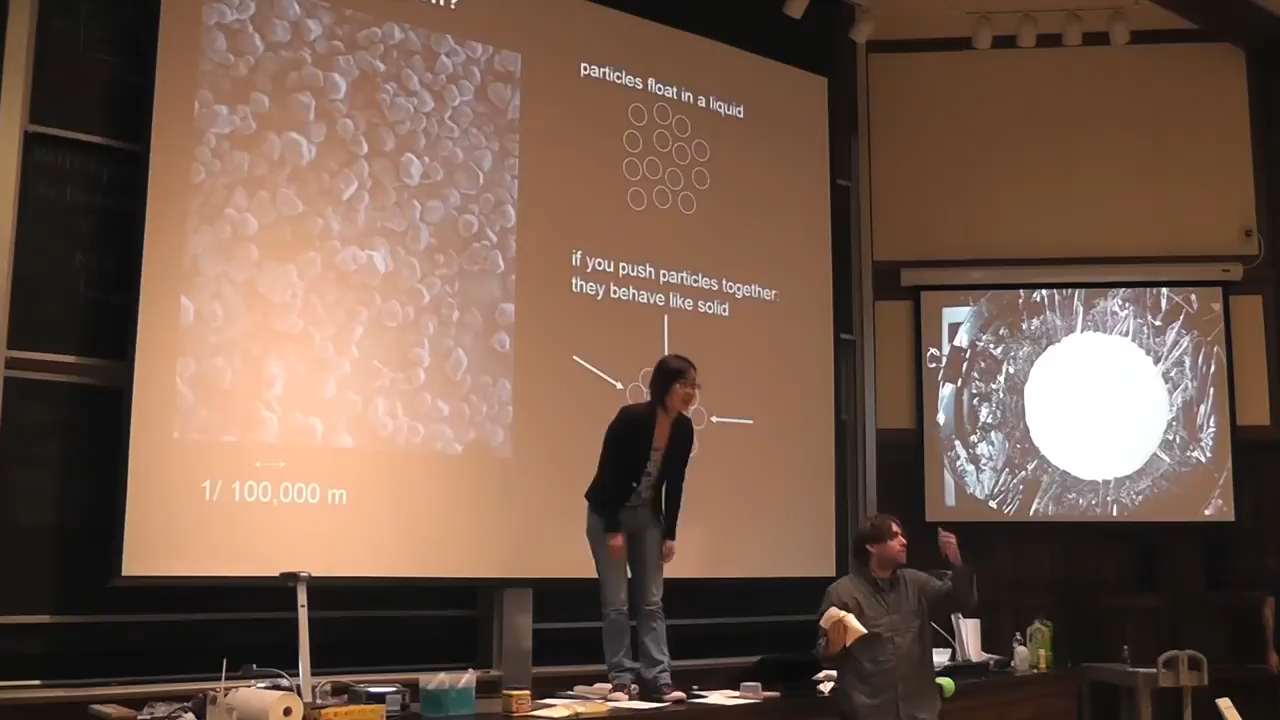 particles float in a liquid
if you push particles together:
they behave like solid
1/ 100,000 m